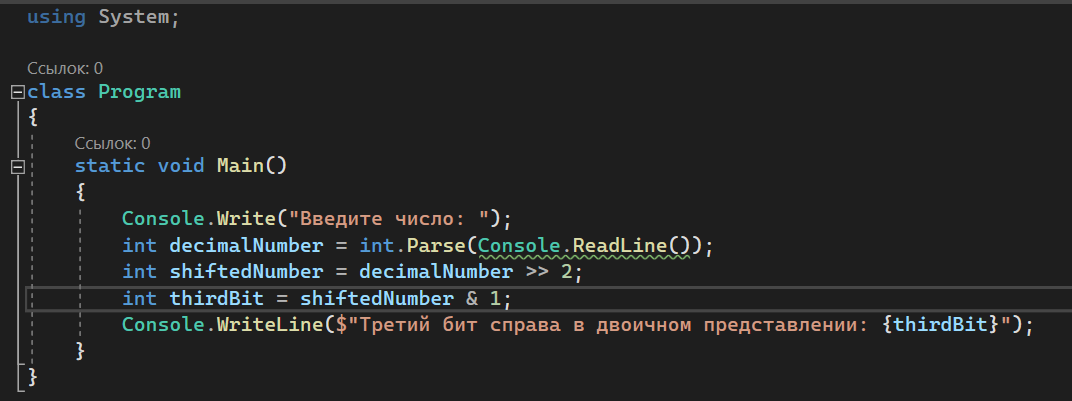 using System;
Ссылок: 0
class Program
{
Ссылок: 0
static void Main()
{
Console.Write("Введите число: ");
int decimalNumber = int.Parse(Console.ReadLine());
int shiftedNumber = decimalNumber >> 2;
int thirdBit = shiftedNumber & 1;
Console.WriteLine($"Третий бит справа в двоичном представлении: {thirdBit}");
}
}